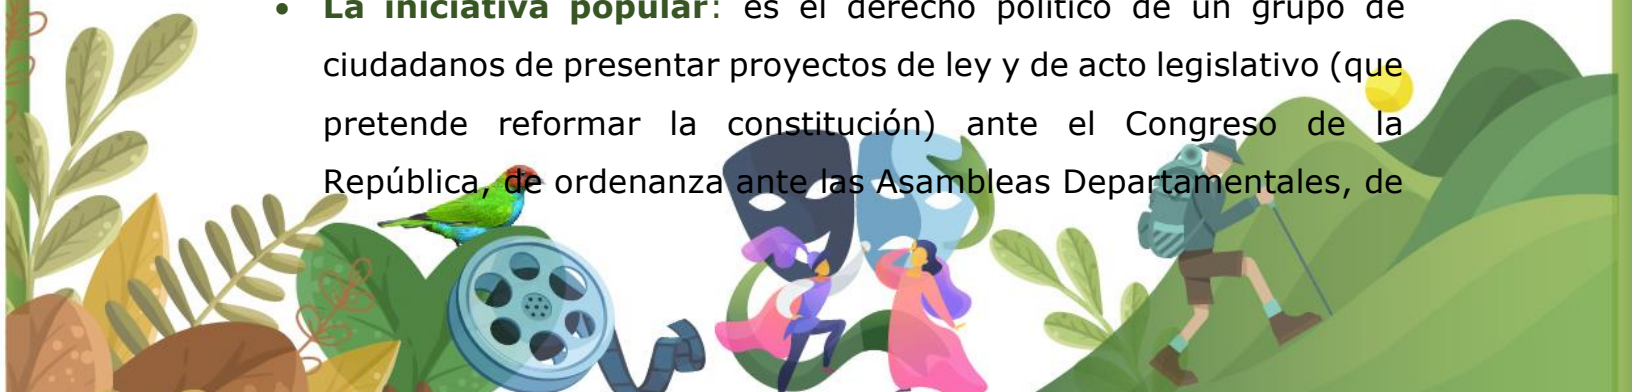 • La iniciativa popular: es el derecho político de un grupo de
ciudadanos de presentar proyectos de ley y de acto legislativo (que
pretende reformar la constitución) ante el Congreso de la
República, de ordenanza ante las Asambleas Departamentales, de